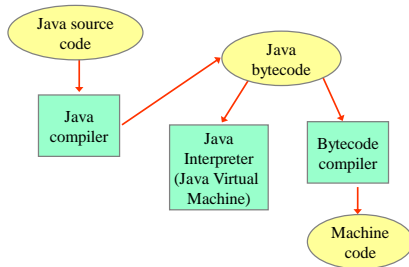 Java source
code
Java
bytecode
Java
compiler
Java
Interpreter
(Java Virtual
Machine)
Bytecode
compiler
Machine
code